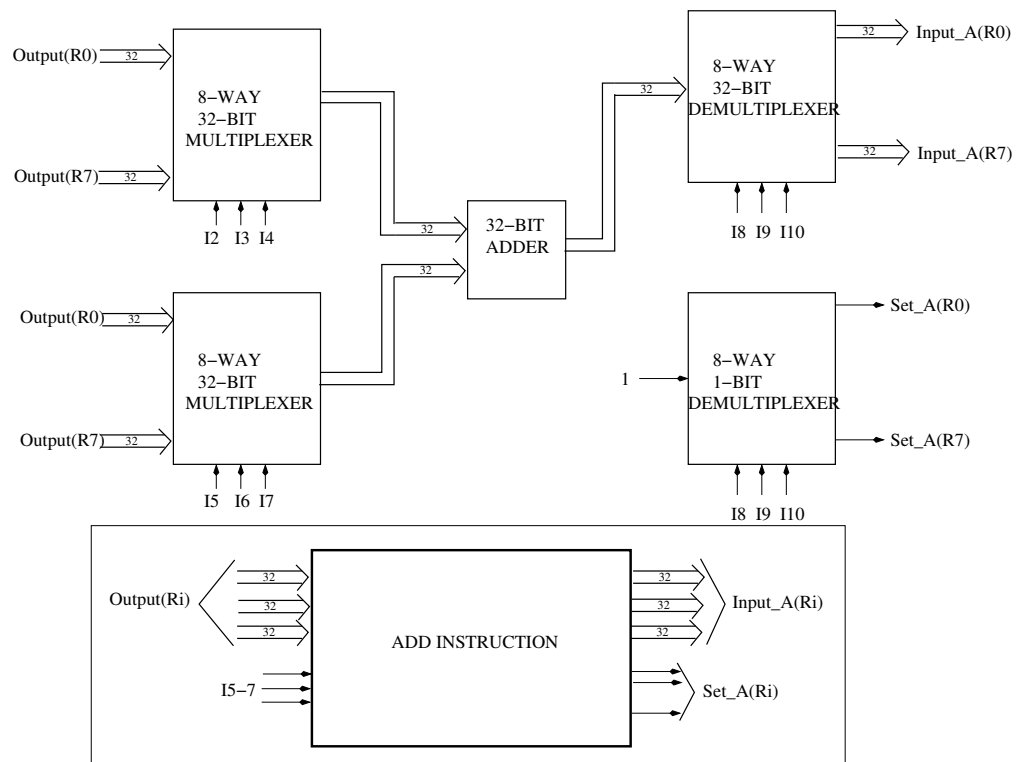 Output(R0)
32
Output(R7)
32
8−WAY
32−BIT
MULTIPLEXER
I2 I3 I4
32
32−BIT
ADDER
32
8−WAY
32−BIT
DEMULTIPLEXER
I8 I9 I10
32
Input_A(R0)
32
Input_A(R7)
Output(R0)
32
Output(R7)
32
8−WAY
32−BIT
MULTIPLEXER
I5 I6 I7
32
1
8−WAY
1−BIT
DEMULTIPLEXER
I8 I9 I10
Set_A(R0)
Set_A(R7)
Output(Ri)
32
32
32
I5−7
ADD INSTRUCTION
32
32
32
Input_A(Ri)
Set_A(Ri)